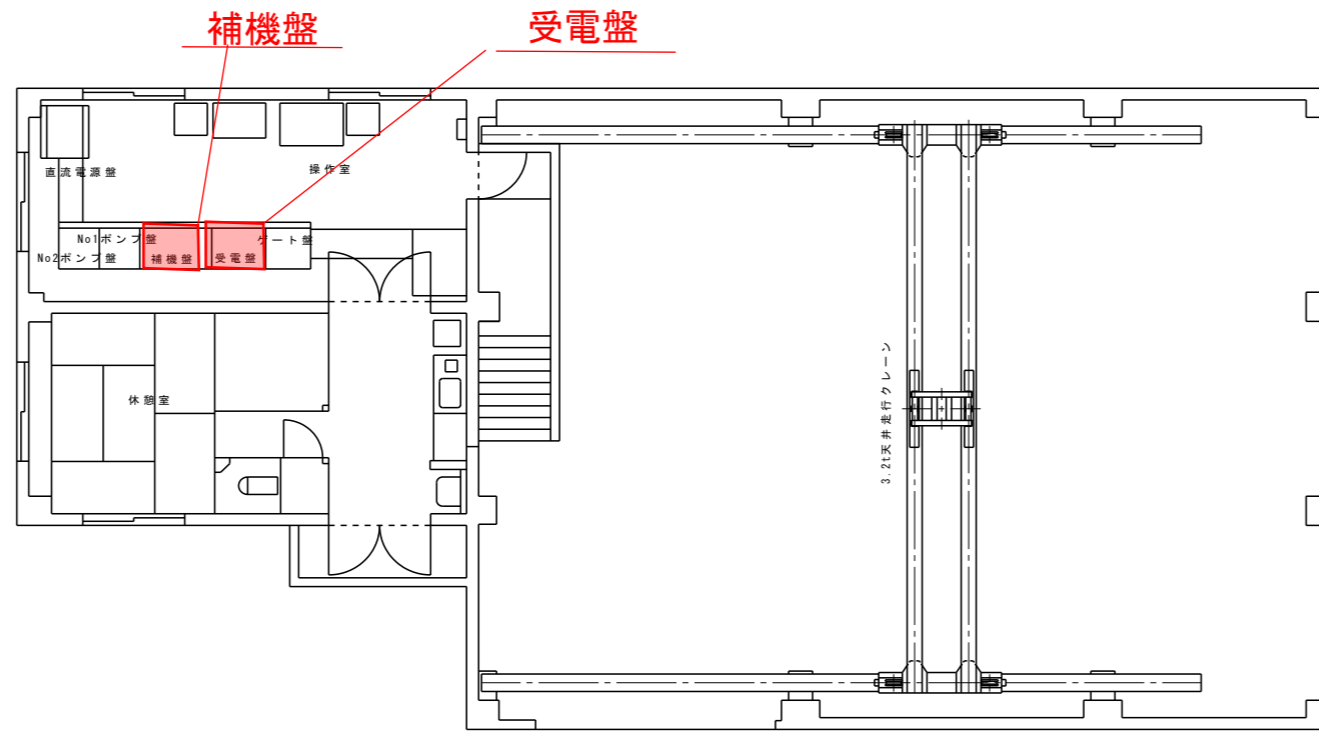 補機盤
受電盤
直流電源盤
操作室
No1ポンプ盤
ゲート盤
No2ポンプ盤
補機盤
受電盤
休憩室
3.2t天井走行クレーン